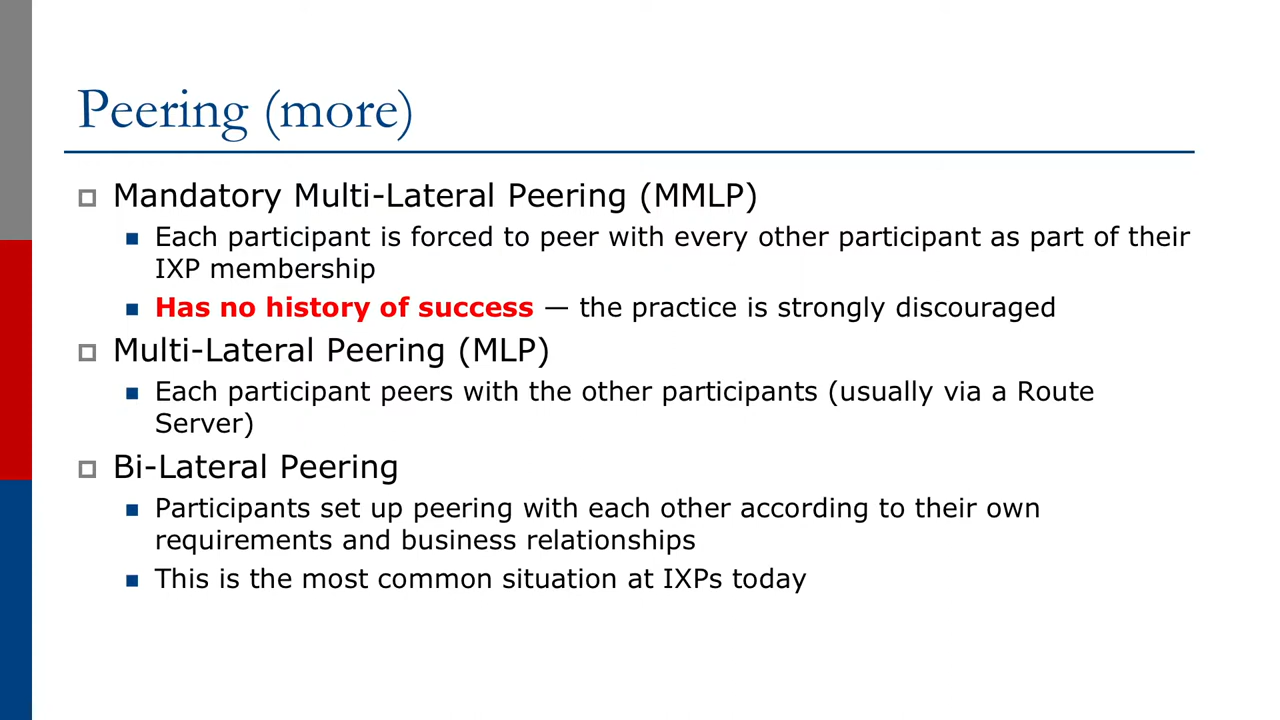 Peering (more)
Mandatory Multi-Lateral Peering (MMLP)
Each participant is forced to peer with every other participant as part of their
IXP membership
Has no history of success — the practice is strongly discouraged
Multi-Lateral Peering (MLP)
Each participant peers with the other participants (usually via a Route
Server)
Bi-Lateral Peering
Participants set up peering with each other according to their own
requirements and business relationships
This is the most common situation at IXPs today